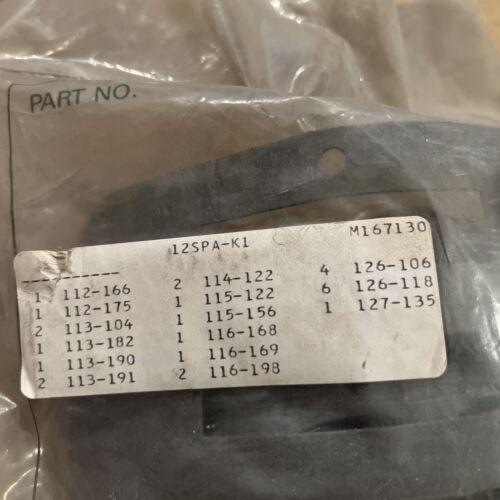 PART NO.
12SPA-K1 M167130
----------
1 112-166 2 114-122 4 126-106
1 112-175 1 115-122 6 126-118
2 113-104 1 115-156 1 127-135
1 113-182 1 116-168
1 113-190 1 116-169
2 113-191 2 116-198